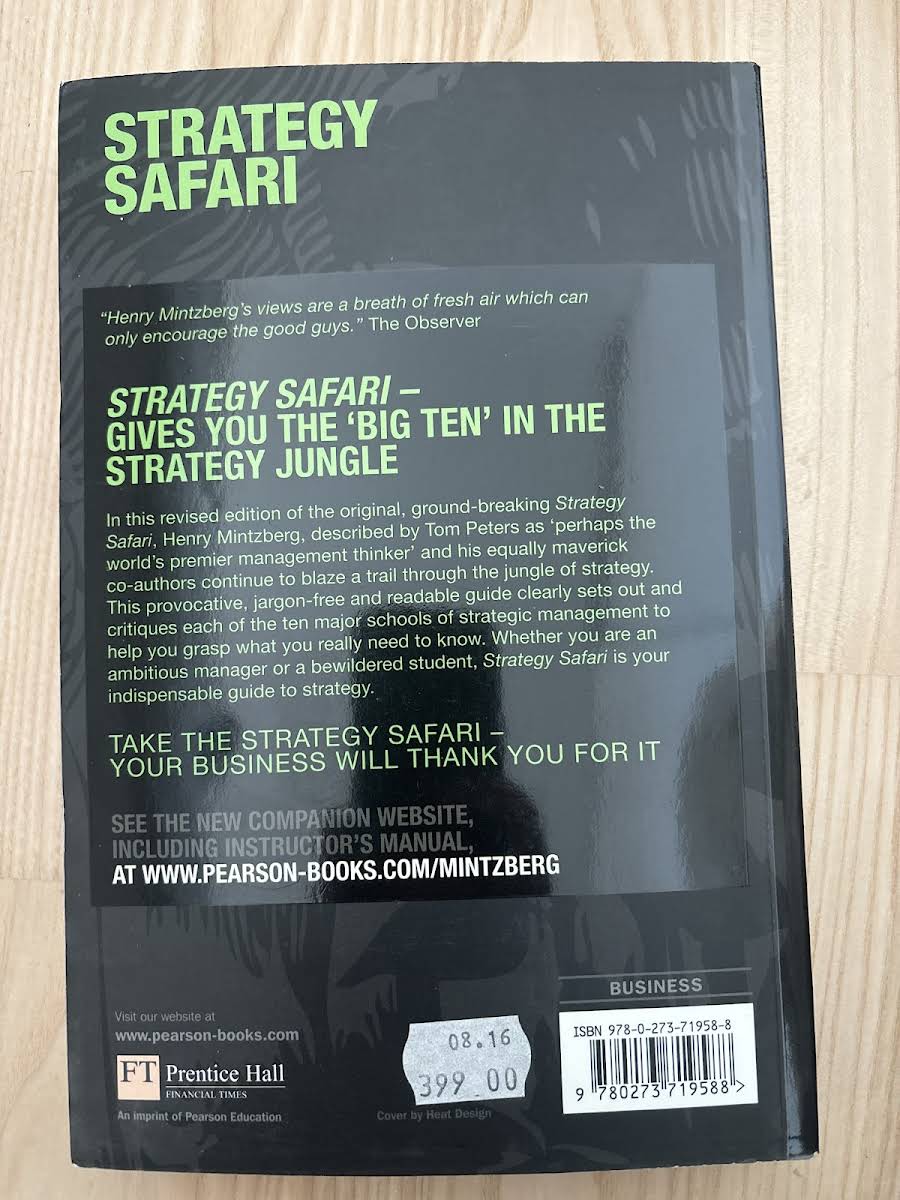 STRATEGY
SAFARI
“Henry Mintzberg’s views are a breath of fresh air which can
only encourage the good guys.” The Observer
STRATEGY SAFARI –
GIVES YOU THE ‘BIG TEN’ IN THE
STRATEGY JUNGLE
In this revised edition of the original, ground-breaking Strategy
Safari, Henry Mintzberg, described by Tom Peters as ‘perhaps the
world’s premier management thinker’ and his equally maverick
co-authors continue to blaze a trail through the jungle of strategy.
This provocative, jargon-free and readable guide clearly sets out and
critiques each of the ten major schools of strategic management to
help you grasp what you really need to know. Whether you are an
ambitious manager or a bewildered student, Strategy Safari is your
indispensable guide to strategy.
TAKE THE STRATEGY SAFARI –
YOUR BUSINESS WILL THANK YOU FOR IT
SEE THE NEW COMPANION WEBSITE,
INCLUDING INSTRUCTOR’S MANUAL,
AT WWW.PEARSON-BOOKS.COM/MINTZBERG
BUSINESS
Visit our website at
www.pearson-books.com
FT Prentice Hall
FINANCIAL TIMES
An imprint of Pearson Education
08.16
399 00
Cover by Heat Design
ISBN 978-0-273-71958-8
9 780273 719588 >